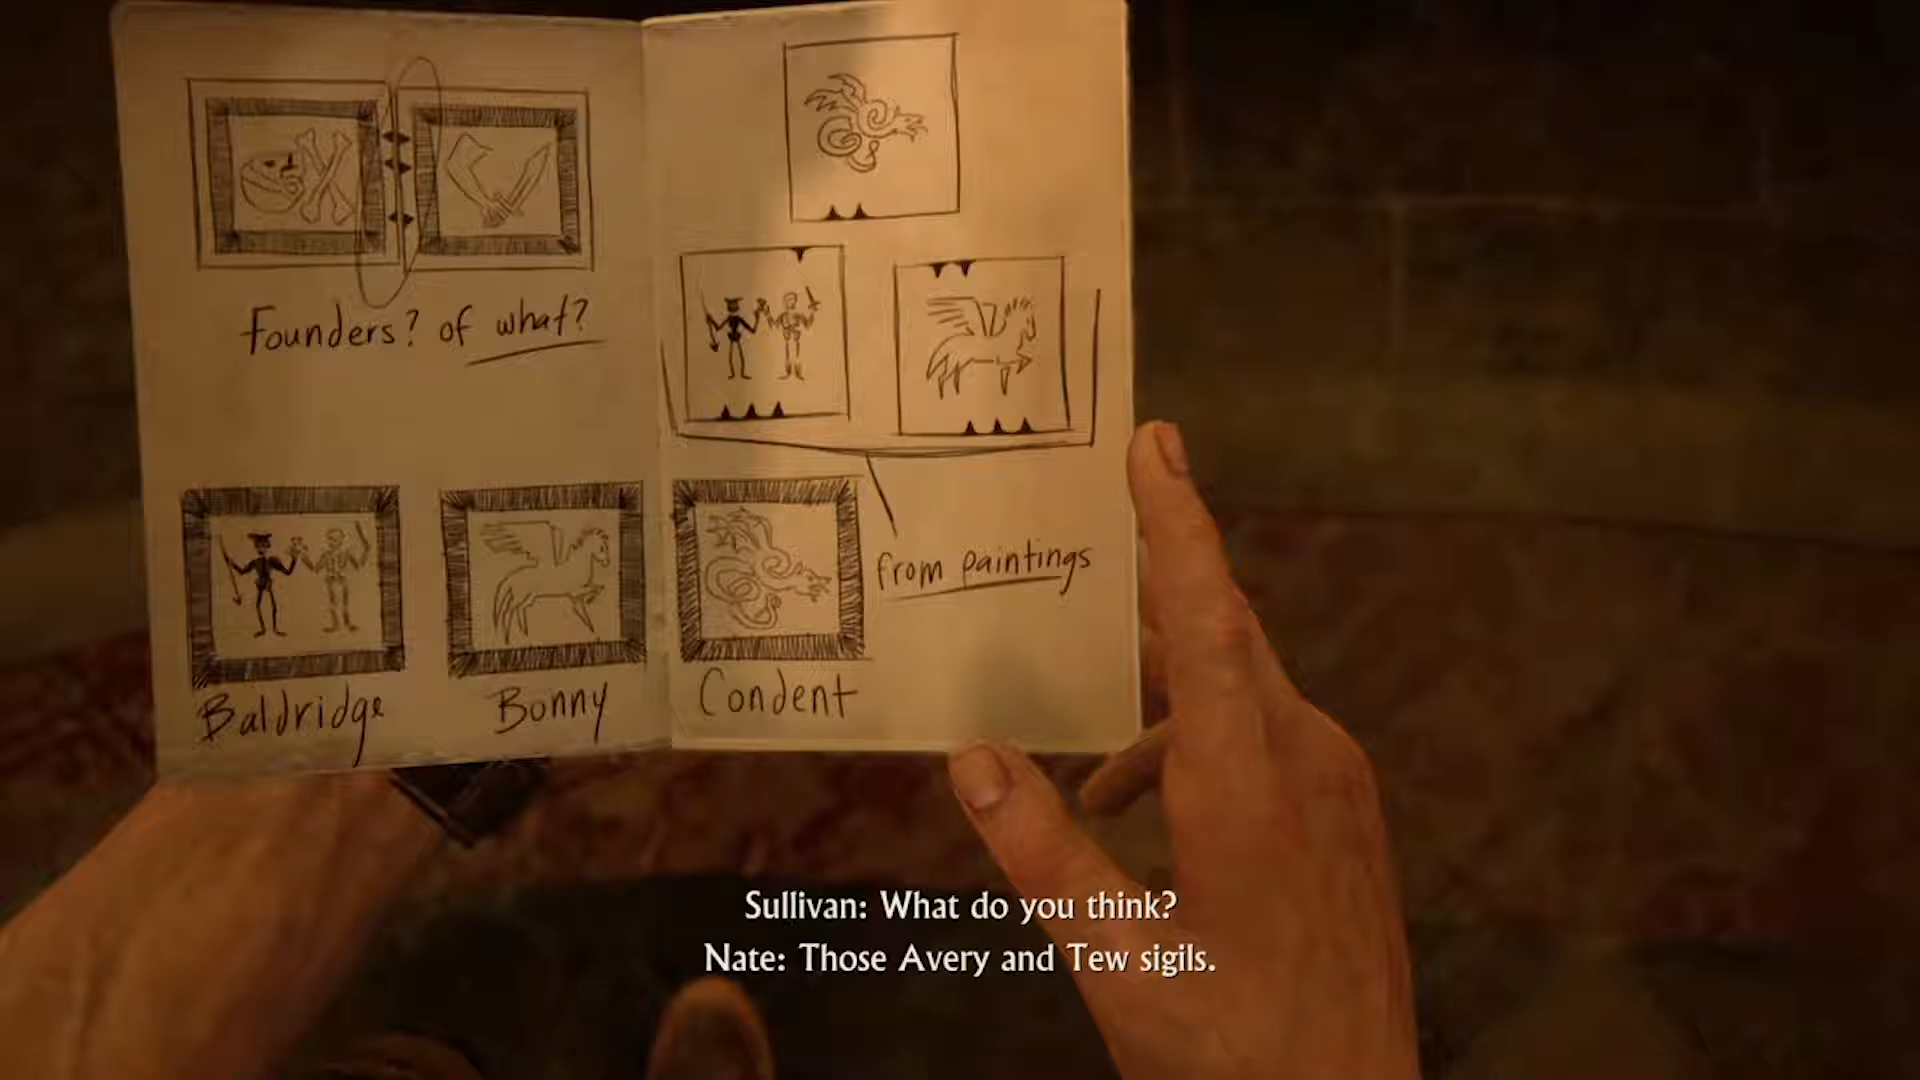 Founders? of what?
from paintings
Baldridge
Bonny
Condent
Sullivan: What do you think?
Nate: Those Avery and Tew sigils.